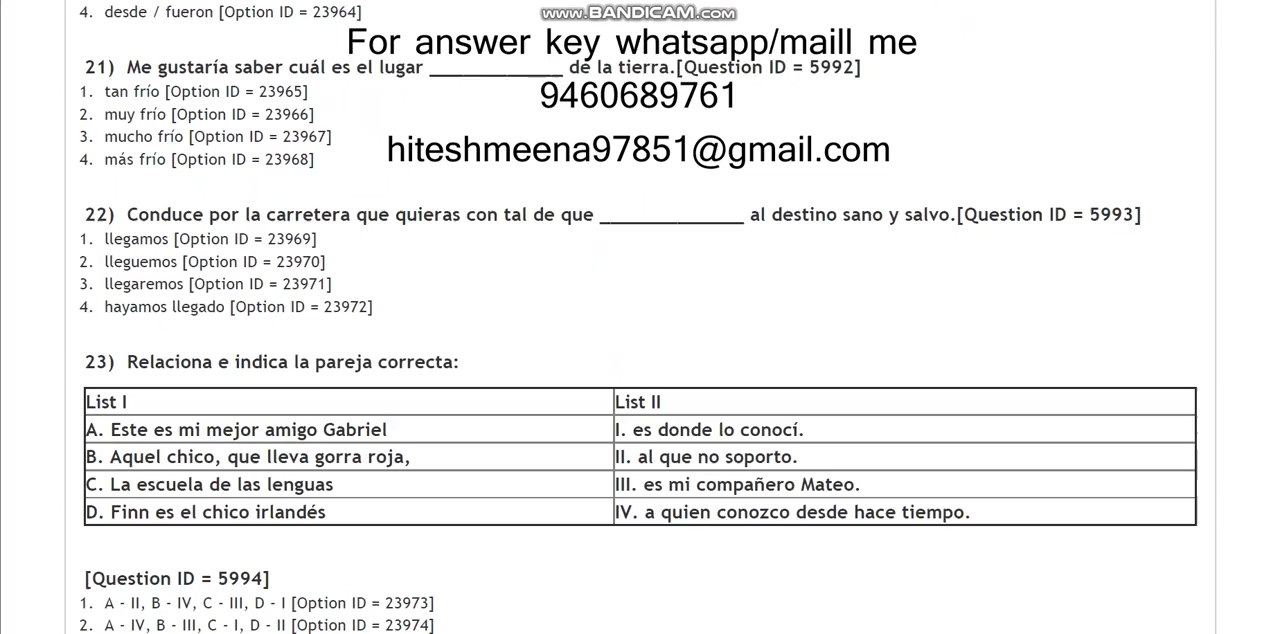 4. desde / fueron [Option ID = 23964]
www.BANDICAM.com
For answer key whatsapp/maill me
21) Me gustaría saber cuál es el lugar _____________ de la tierra.[Question ID = 5992]
1. tan frío [Option ID = 23965]
9460689761
2. muy frío [Option ID = 23966]
3. mucho frío [Option ID = 23967]
hiteshmeena97851@gmail.com
4. más frío [Option ID = 23968]
22) Conduce por la carretera que quieras con tal de que ______________ al destino sano y salvo.[Question ID = 5993]
1. llegamos [Option ID = 23969]
2. lleguemos [Option ID = 23970]
3. llegaremos [Option ID = 23971]
4. hayamos llegado [Option ID = 23972]
23) Relaciona e indica la pareja correcta:
List I List II
A. Este es mi mejor amigo Gabriel I. es donde lo conocí.
B. Aquel chico, que lleva gorra roja, II. al que no soporto.
C. La escuela de las lenguas III. es mi compañero Mateo.
D. Finn es el chico irlandés IV. a quien conozco desde hace tiempo.
[Question ID = 5994]
1. A - II, B - IV, C - III, D - I [Option ID = 23973]
2. A - IV, B - III, C - I, D - II [Option ID = 23974]